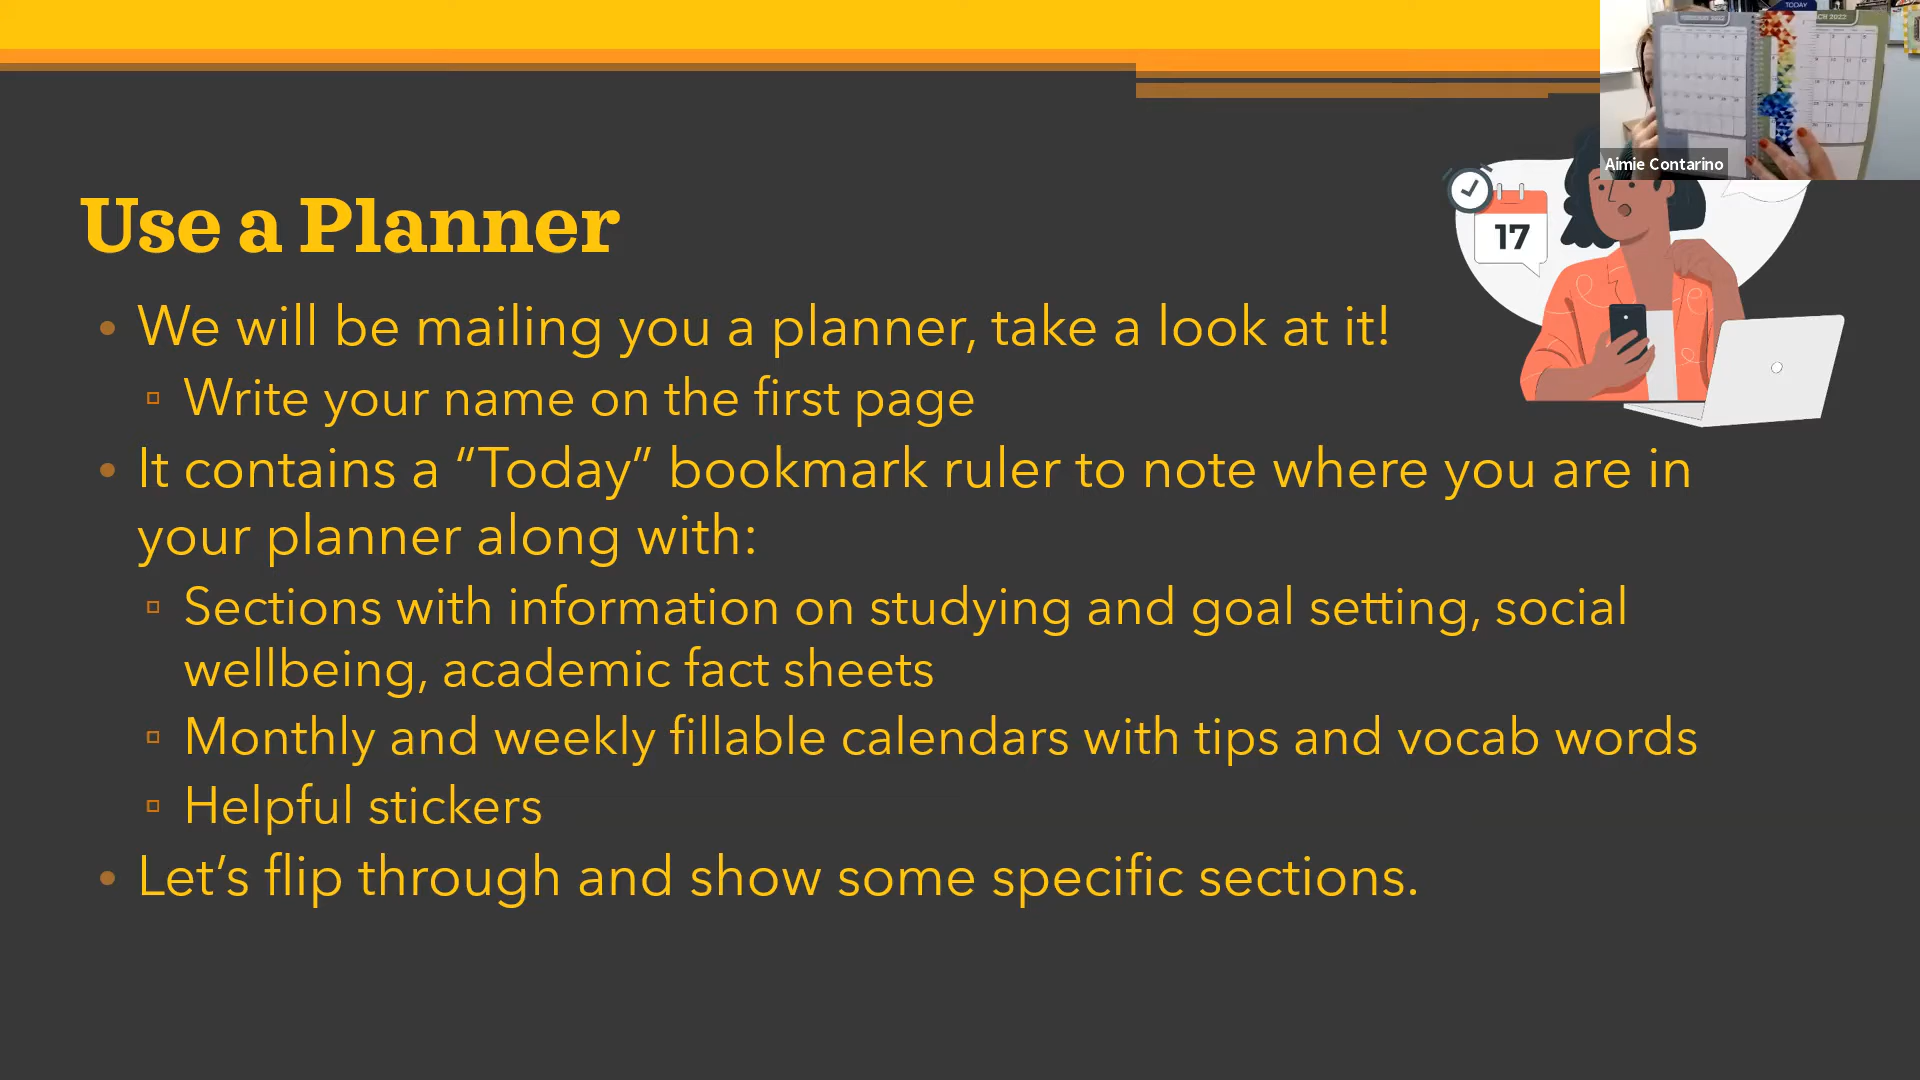 TODAY
CH 2022
Aimie Contarino
17
Use a Planner
• We will be mailing you a planner, take a look at it!
▫ Write your name on the first page
• It contains a “Today” bookmark ruler to note where you are in
your planner along with:
▫ Sections with information on studying and goal setting, social
wellbeing, academic fact sheets
▫ Monthly and weekly fillable calendars with tips and vocab words
▫ Helpful stickers
• Let’s flip through and show some specific sections.